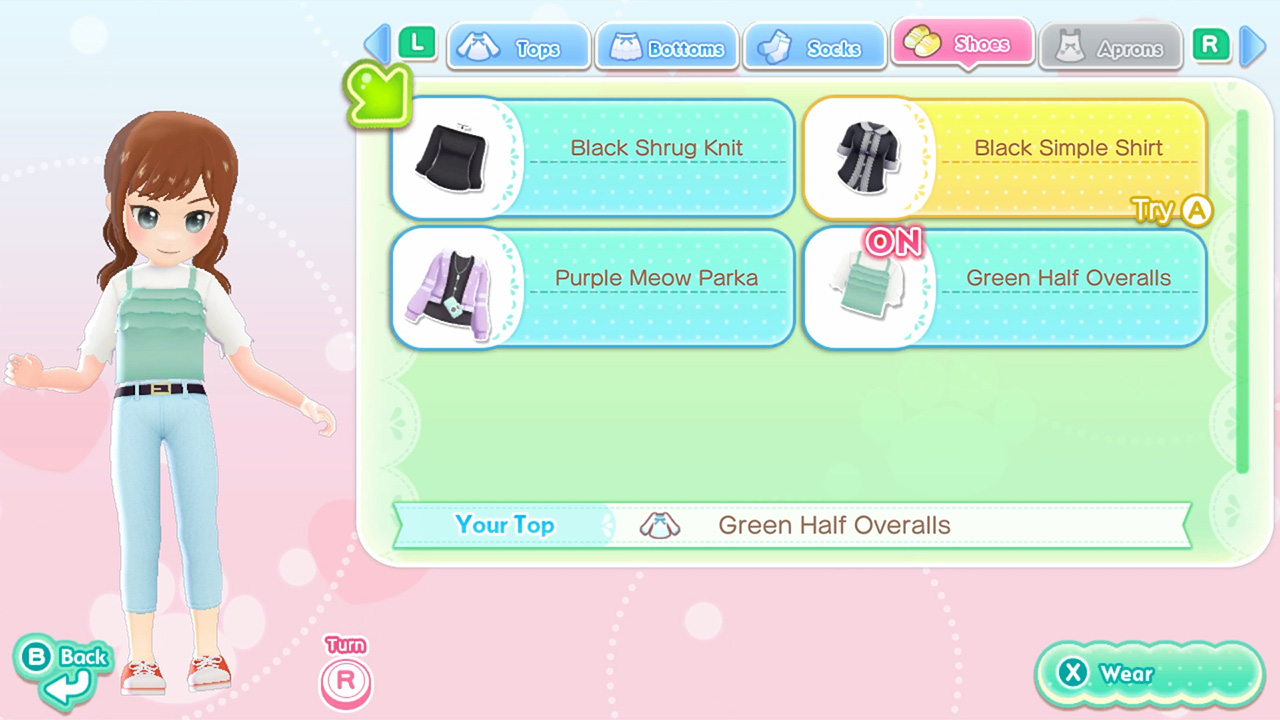 L Tops Bottoms Socks Shoes Aprons R
Black Shrug Knit
Black Simple Shirt
Try A
ON
Purple Meow Parka
Green Half Overalls
Your Top Green Half Overalls
B Back
Turn
R
X Wear